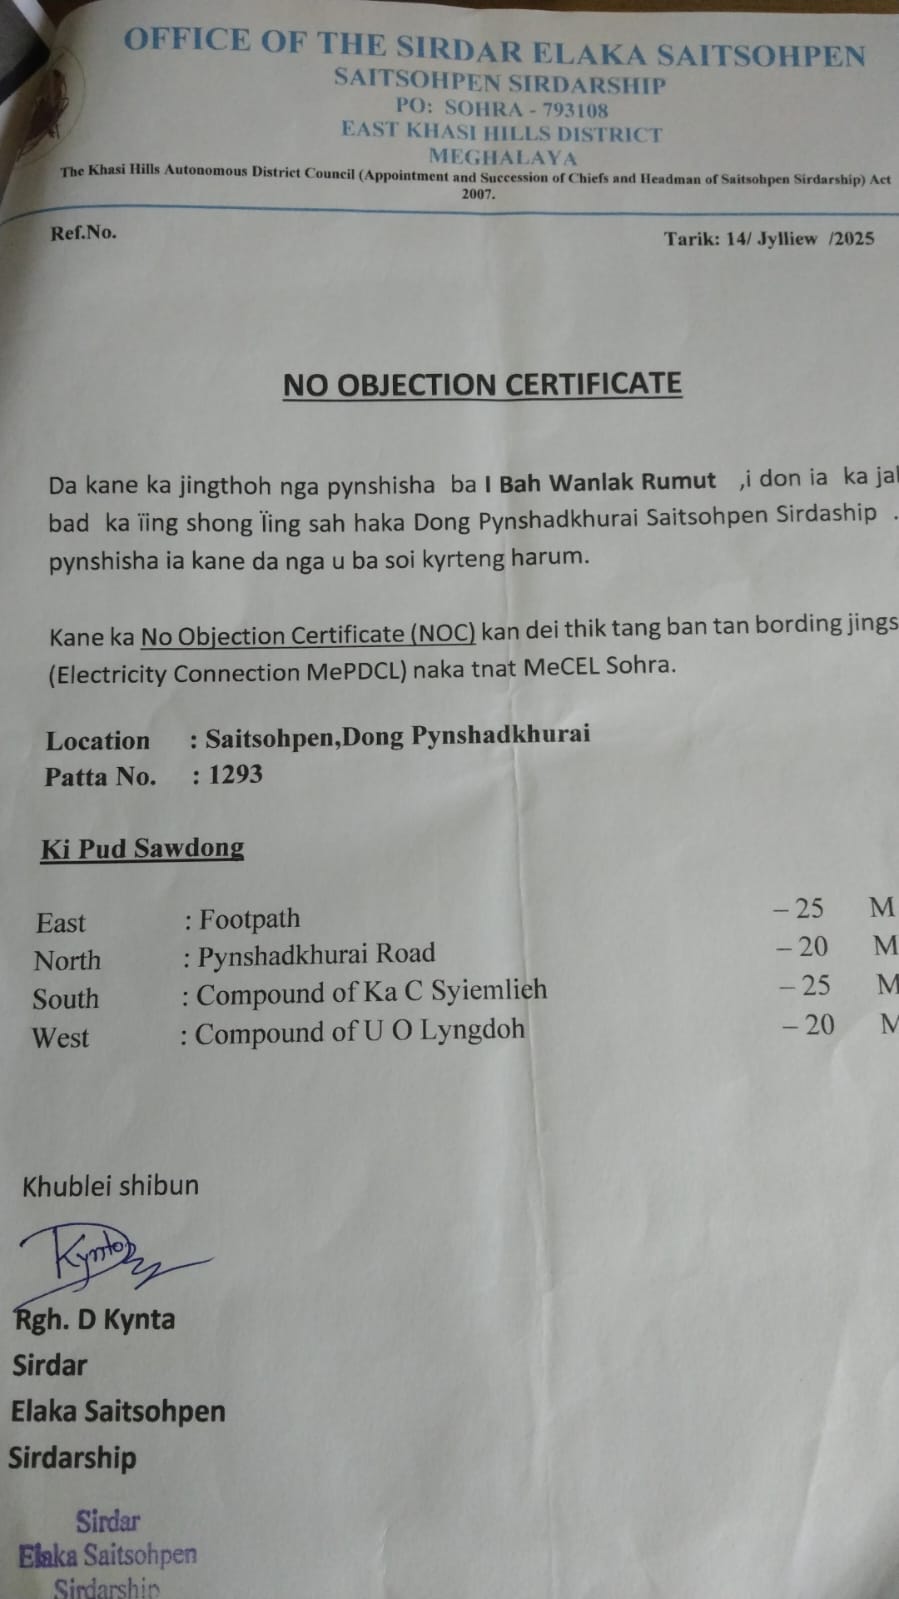 OFFICE OF THE SIRDAR ELAKA SAITSOHPEN
SAITSOHPEN SIRDARSHIP
PO: SOHRA - 793108
EAST KHASI HILLS DISTRICT
MEGHALAYA
The Khasi Hills Autonomous District Council (Appointment and Succession of Chiefs and Headman of Saitsohpen Sirdarship) Act
2007.
Ref.No.
Tarik: 14/ Jylliew /2025
NO OBJECTION CERTIFICATE
Da kane ka jingthoh nga pynshisha ba I Bah Wanlak Rumut ,i don ia ka
bad ka ïing shong Ïing sah haka Dong Pynshadkhurai Saitsohpen Sirdaship .
pynshisha ia kane da nga u ba soi kyrteng harum.
Kane ka No Objection Certificate (NOC) kan dei thik tang ban tan bording
(Electricity Connection MePDCL) naka tnat MeCEL Sohra.
Location : Saitsohpen,Dong Pynshadkhurai
Patta No. : 1293
Ki Pud Sawdong
East : Footpath – 25 M
North : Pynshadkhurai Road – 20 M
South : Compound of Ka C Syiemlieh – 25 M
West : Compound of U O Lyngdoh – 20 M
Khublei shibun
Rgh. D Kynta
Sirdar
Elaka Saitsohpen
Sirdarship
Sirdar
Elaka Saitsohpen
Sirdarship